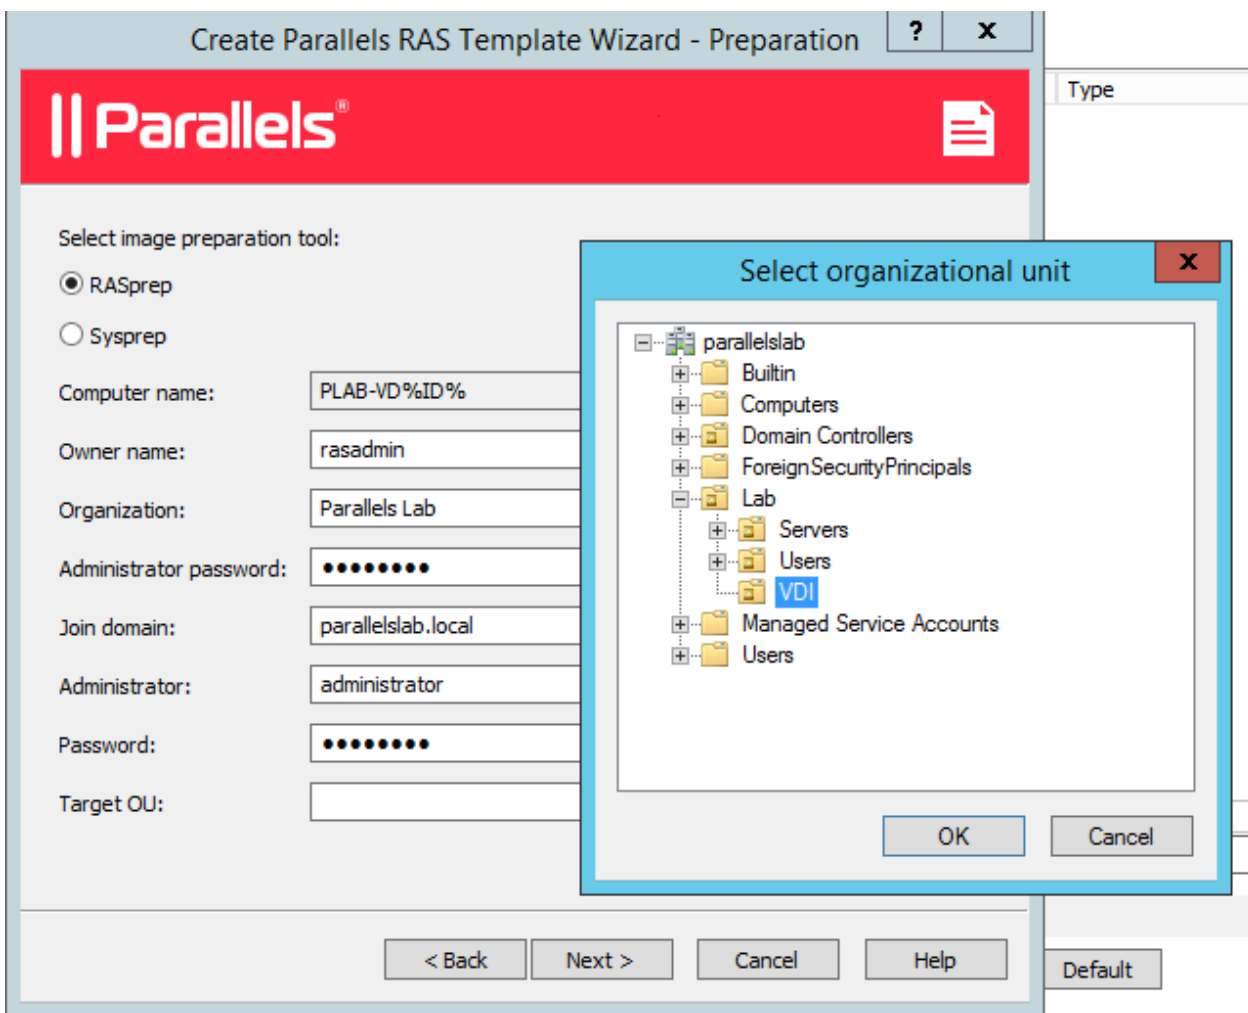 Create Parallels RAS Template Wizard - Preparation
? x
Type
Parallels®
Select image preparation tool:
RASprep
Sysprep
Computer name: PLAB-VD%ID%
Owner name: rasadmin
Organization: Parallels Lab
Administrator password: ●●●●●●●●
Join domain: parallelslab.local
Administrator: administrator
Password: ●●●●●●●●
Target OU:
< Back Next > Cancel Help
Select organizational unit
x
parallelslab
Builtin
Computers
Domain Controllers
ForeignSecurityPrincipals
Lab
Servers
Users
VDI
Managed Service Accounts
Users
OK Cancel
Default